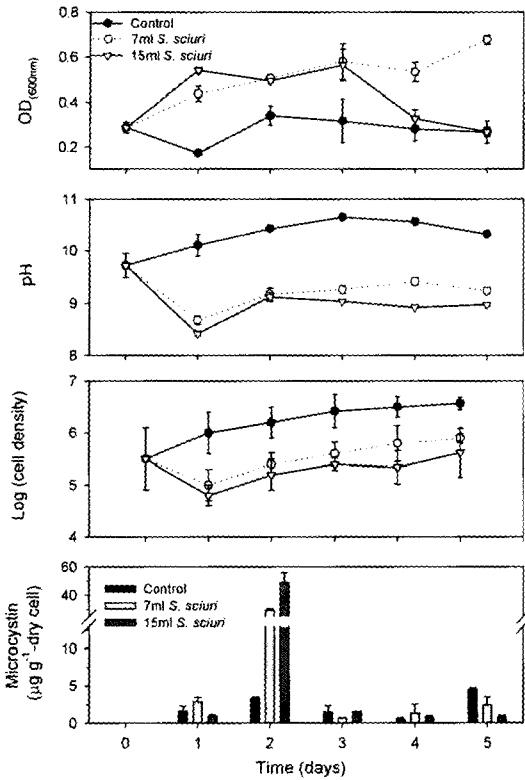 0.8
Control
7ml S. sciuri
15ml S. sciuri
0.6
0.4
0.2
OD(600nm)
11
10
9
8
pH
7
6
5
4
Log (cell density)
60
40
20
10
5
0
Microcystin
(μg g-1-dry cell)
Control
7ml S. sciuri
15ml S. sciuri
0 1 2 3 4 5
Time (days)